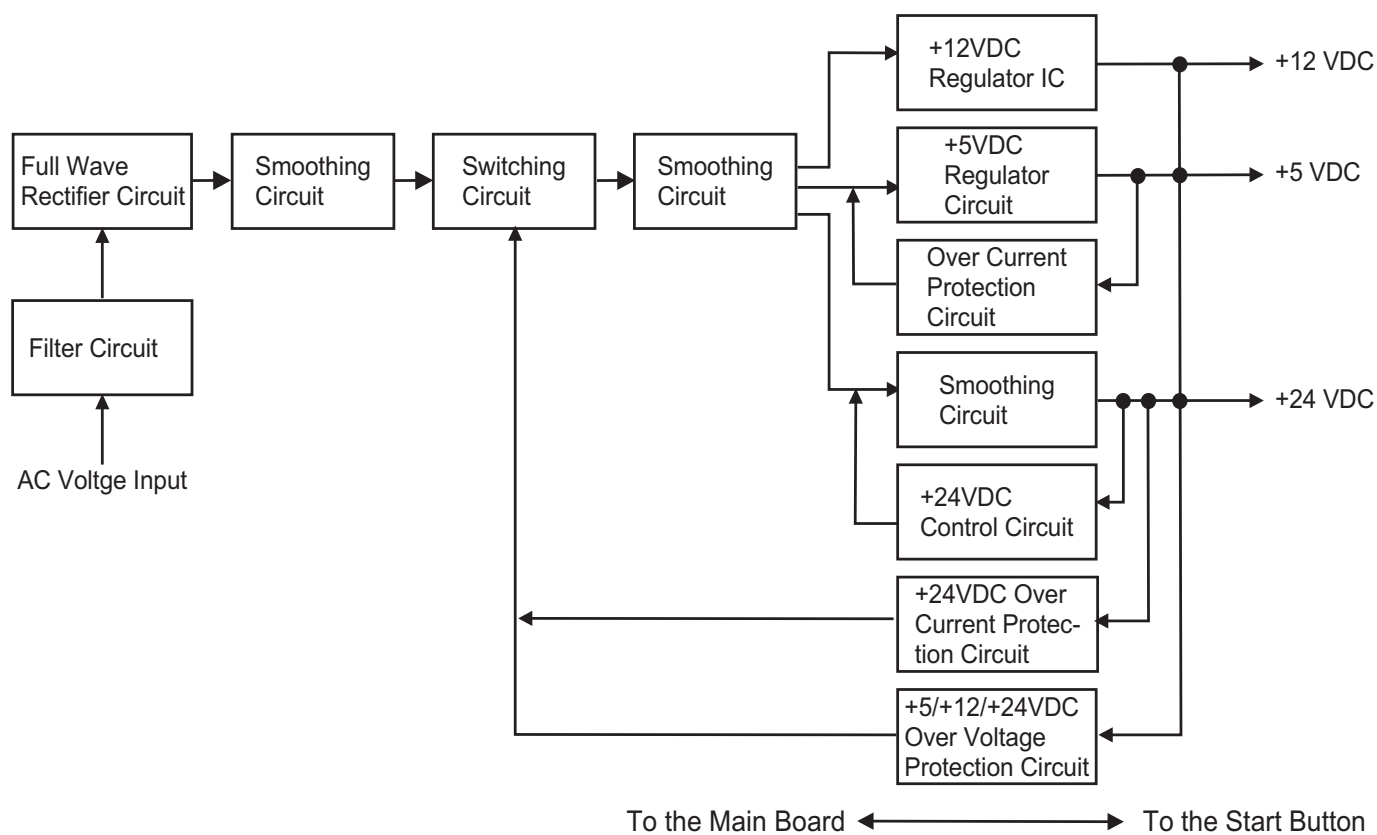 +12VDC
Regulator IC
+12 VDC
Full Wave
Rectifier Circuit
Smoothing
Circuit
Switching
Circuit
Smoothing
Circuit
+5VDC
Regulator
Circuit
+5 VDC
Over Current
Protection
Circuit
Filter Circuit
Smoothing
Circuit
+24 VDC
AC Voltge Input
+24VDC
Control Circuit
+24VDC Over
Current Protec-
tion Circuit
+5/+12/+24VDC
Over Voltage
Protection Circuit
To the Main Board
To the Start Button